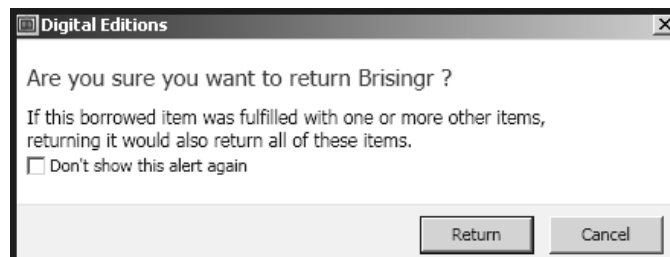 Digital Editions
Are you sure you want to return Brisingr ?
If this borrowed item was fulfilled with one or more other items,
returning it would also return all of these items.
Don't show this alert again
Return Cancel